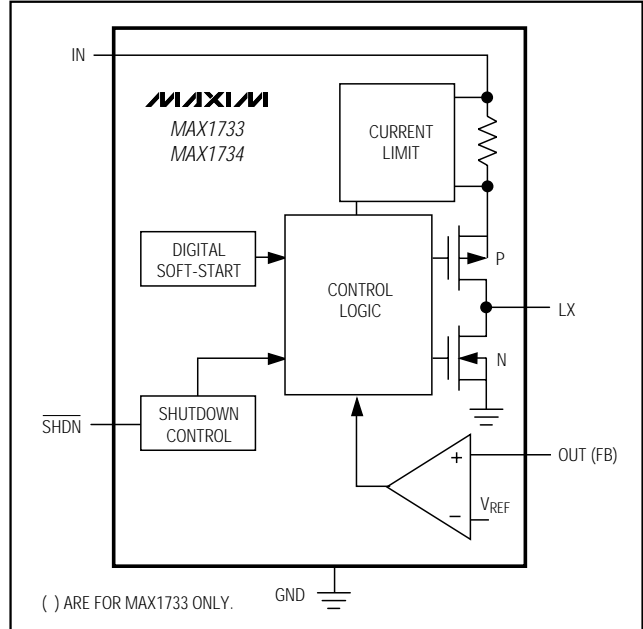 IN
MAXIM
MAX1733
MAX1734
CURRENT
LIMIT
DIGITAL
SOFT-START
CONTROL
LOGIC
P
LX
N
SHDN
SHUTDOWN
CONTROL
+
OUT (FB)
VREF
−
GND
( ) ARE FOR MAX1733 ONLY.